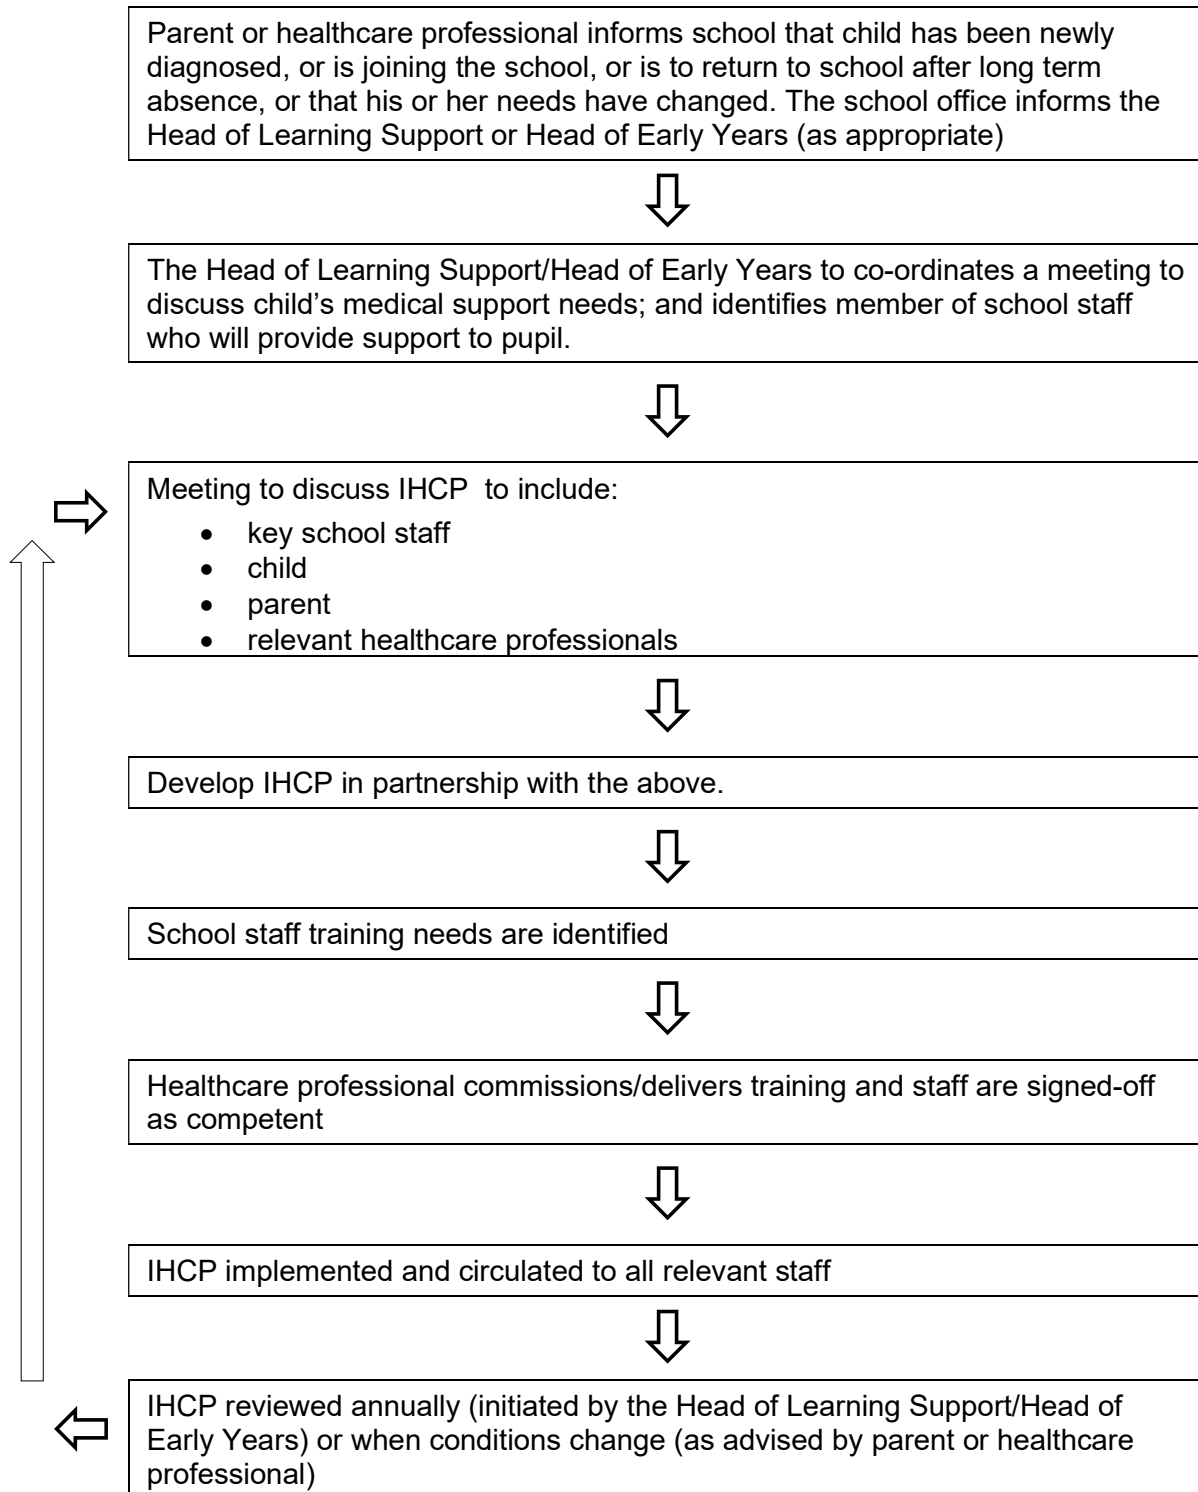 Parent or healthcare professional informs school that child has been newly
diagnosed, or is joining the school, or is to return to school after long term
absence, or that his or her needs have changed. The school office informs the
Head of Learning Support or Head of Early Years (as appropriate)
The Head of Learning Support/Head of Early Years to co-ordinates a meeting to
discuss child’s medical support needs; and identifies member of school staff
who will provide support to pupil.
Meeting to discuss IHCP  to include:
• key school staff
• child
• parent
• relevant healthcare professionals
Develop IHCP in partnership with the above.
School staff training needs are identified
Healthcare professional commissions/delivers training and staff are signed-off
as competent
IHCP implemented and circulated to all relevant staff
IHCP reviewed annually (initiated by the Head of Learning Support/Head of
Early Years) or when conditions change (as advised by parent or healthcare
professional)